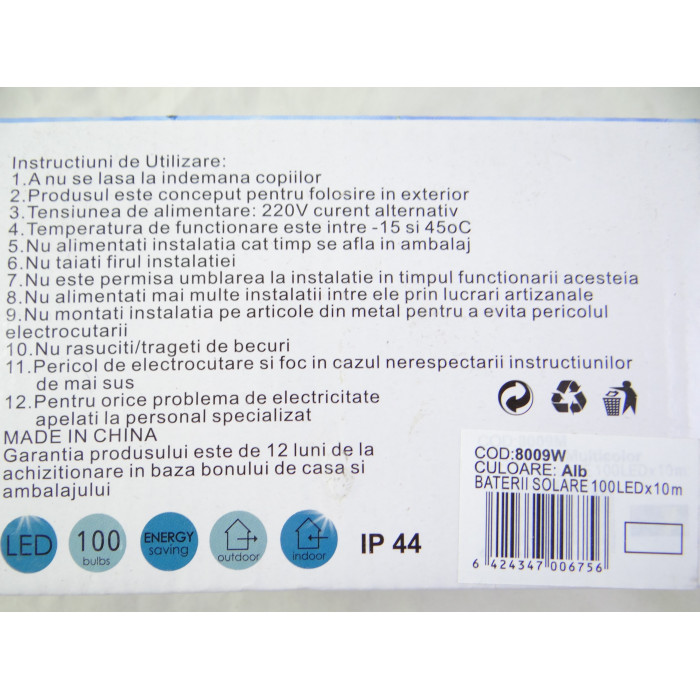 Instructiuni de Utilizare:
1.A nu se lasa la indemana copiilor
2.Produsul este conceput pentru folosire in exterior
3.Tensiunea de alimentare: 220V curent alternativ
4.Temperatura de functionare este intre -15 si 45oC
5.Nu alimentati instalatia cat timp se afla in ambalaj
6.Nu taiati firul instalatiei
7.Nu este permisa umblarea la instalatie in timpul functionarii acesteia
8.Nu alimentati mai multe instalatii intre ele prin lucrari artizanale
9.Nu montati instalatia pe articole din metal pentru a evita pericolul
electrocutarii
10.Nu rasuciti/trageti de becuri
11.Pericol de electrocutare si foc in cazul nerespectarii instructiunilor
de mai sus
12.Pentru orice problema de electricitate
apelati la personal specializat
MADE IN CHINA
Garantia produsului este de 12 luni de la
achizitionare in baza bonului de casa si
ambalajului
LED
100
bulbs
ENERGY
saving
outdoor
indoor
IP 44
COD:8009W
CULOARE: Alb
BATERII SOLARE 100LEDx10m
6 424347 006756